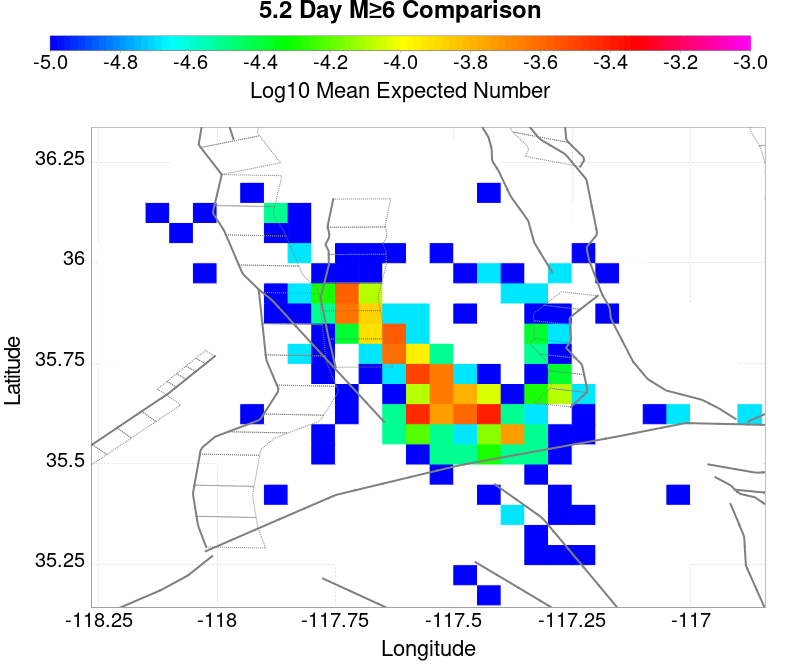 5.2 Day M≥6 Comparison
-5.0 -4.8 -4.6 -4.4 -4.2 -4.0 -3.8 -3.6 -3.4 -3.2 -3.0
Log10 Mean Expected Number
36.25
36
35.75
35.5
35.25
Latitude
-118.25 -118 -117.75 -117.5 -117.25 -117
Longitude